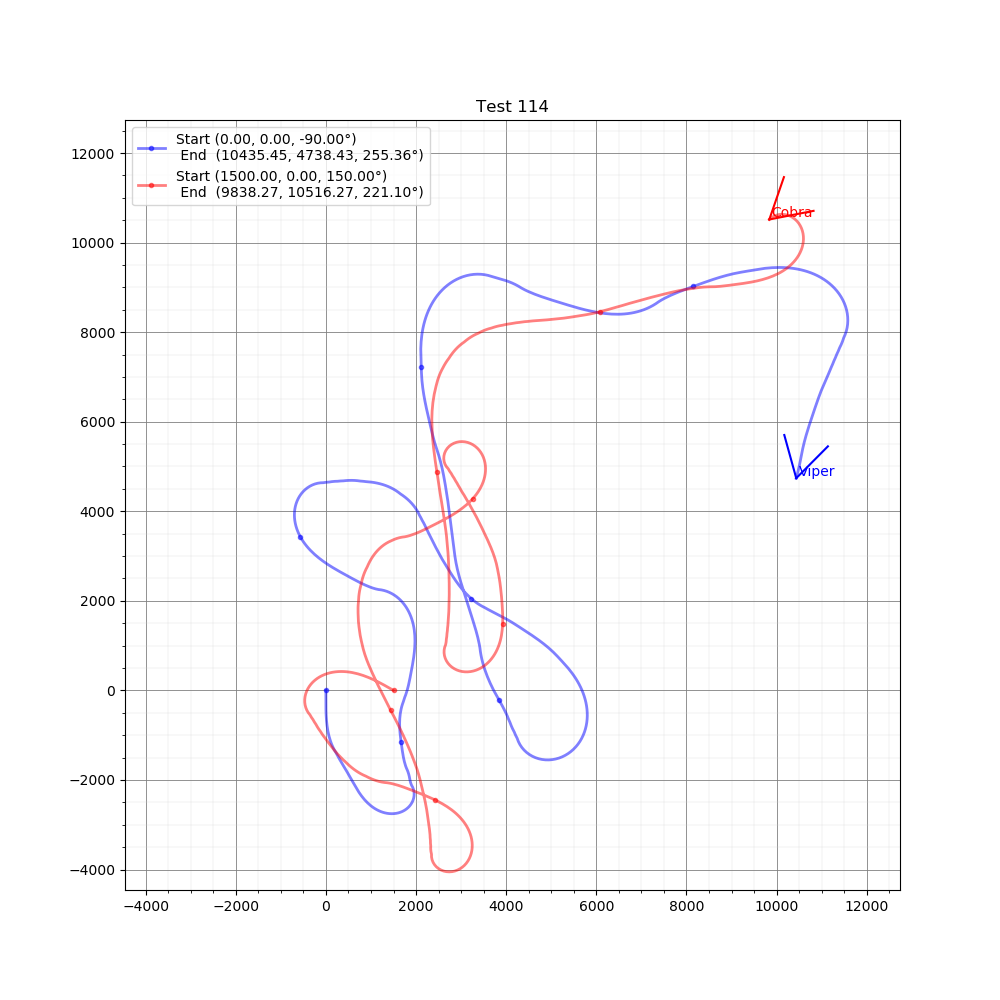 Test 114
Start (0.00, 0.00, -90.00°)
End (10435.45, 4738.43, 255.36°)
Start (1500.00, 0.00, 150.00°)
End (9838.27, 10516.27, 221.10°)
12000
10000
8000
6000
4000
2000
0
−2000
−4000
Cobra
Viper
−4000 −2000 0 2000 4000 6000 8000 10000 12000